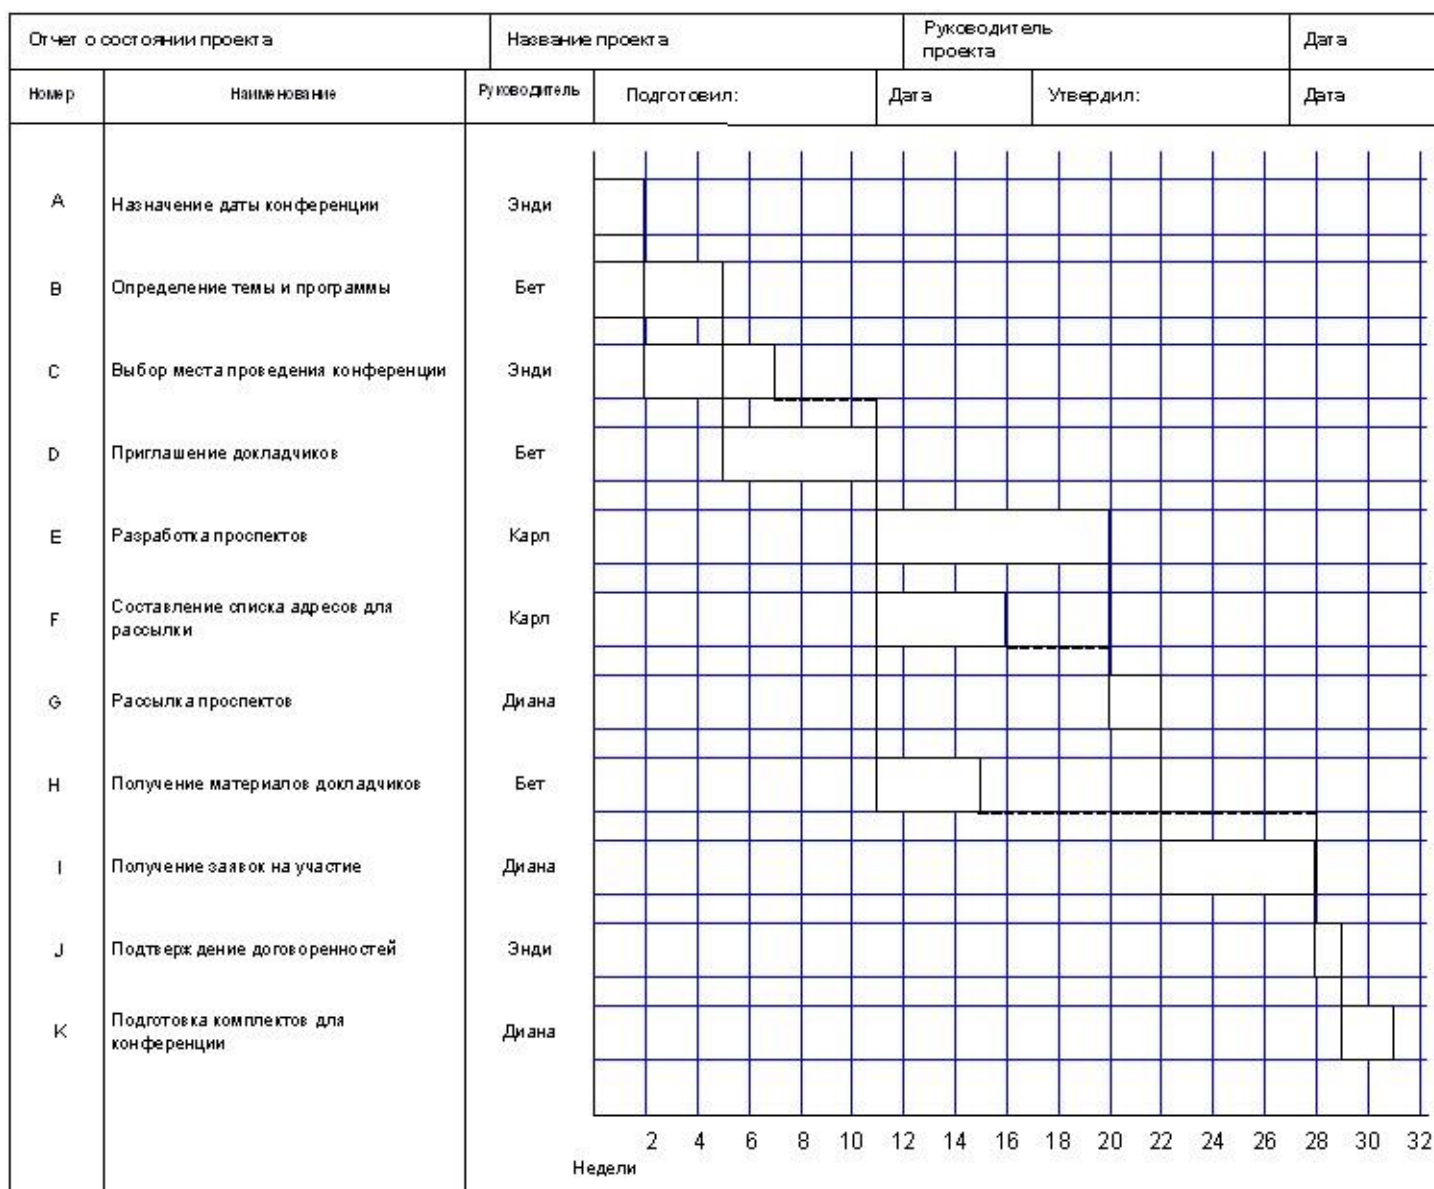 Отчет о состоянии проекта
Название проекта
Руководитель
проекта
Дата
Номер
Наименование
Руководитель
Подготовил:
Дата
Утвердил:
Дата
A
Назначение даты конференции
Энди
B
Определение темы и программы
Бет
C
Выбор места проведения конференции
Энди
D
Приглашение докладчиков
Бет
E
Разработка проспектов
Карл
F
Составление списка адресов для
рассылки
Карл
G
Рассылка проспектов
Диана
H
Получение материалов докладчиков
Бет
I
Получение заявок на участие
Диана
J
Подтверждение договоренностей
Энди
K
Подготовка комплектов для
конференции
Диана
2 4 6 8 10 12 14 16 18 20 22 24 26 28 30 32
Недели